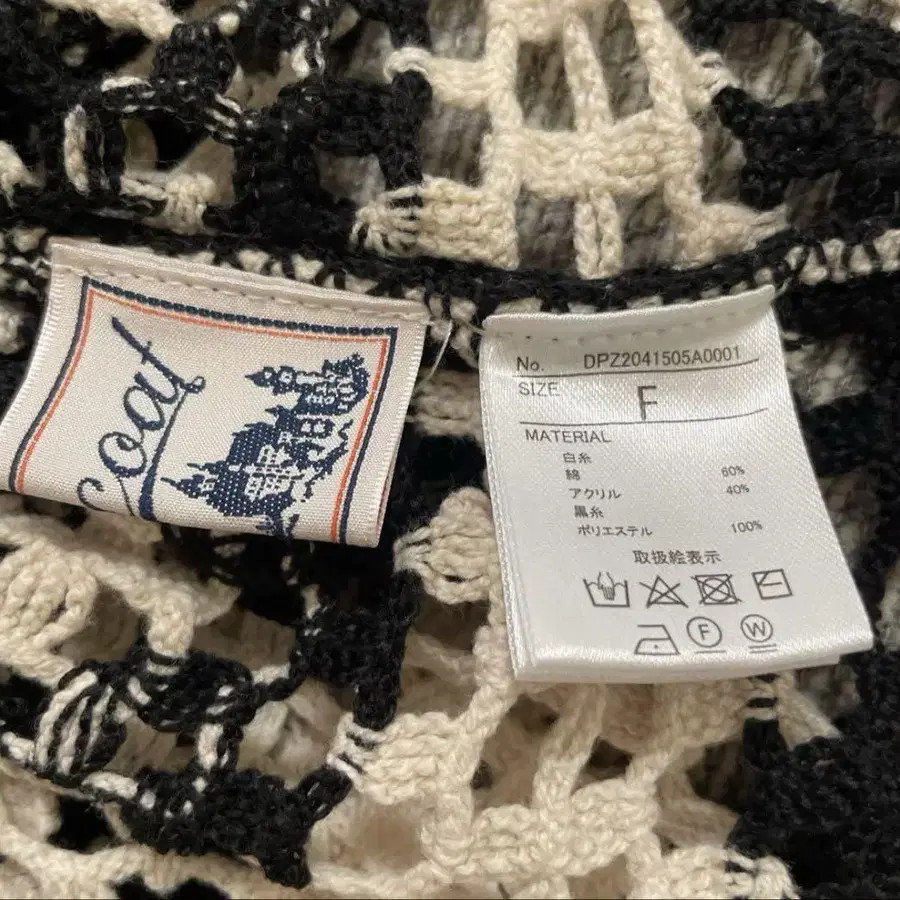 Coat
No. DPZ2041505A0001
SIZE F
MATERIAL
白糸
綿 60%
アクリル 40%
黒糸
ポリエステル 100%
取扱絵表示
F W